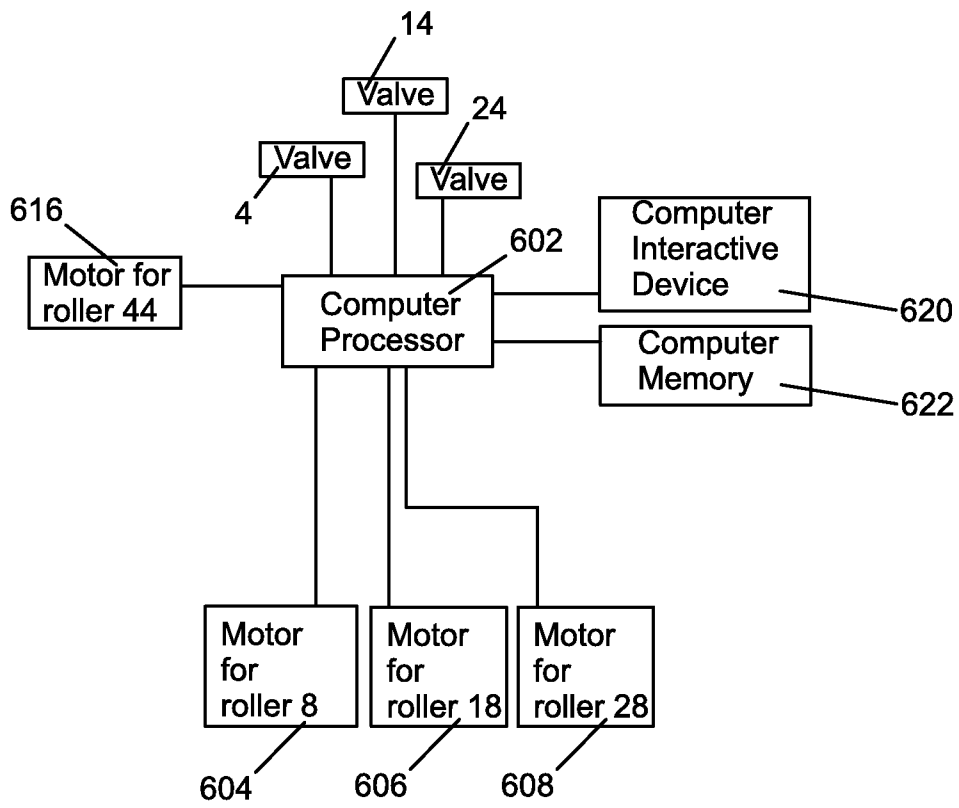 14
Valve
24
Valve
Valve
4
616
Motor for
roller 44
602
Computer
Processor
Computer
Interactive
Device
620
Computer
Memory
622
Motor
for
roller 8
604
Motor
for
roller 18
606
Motor
for
roller 28
608